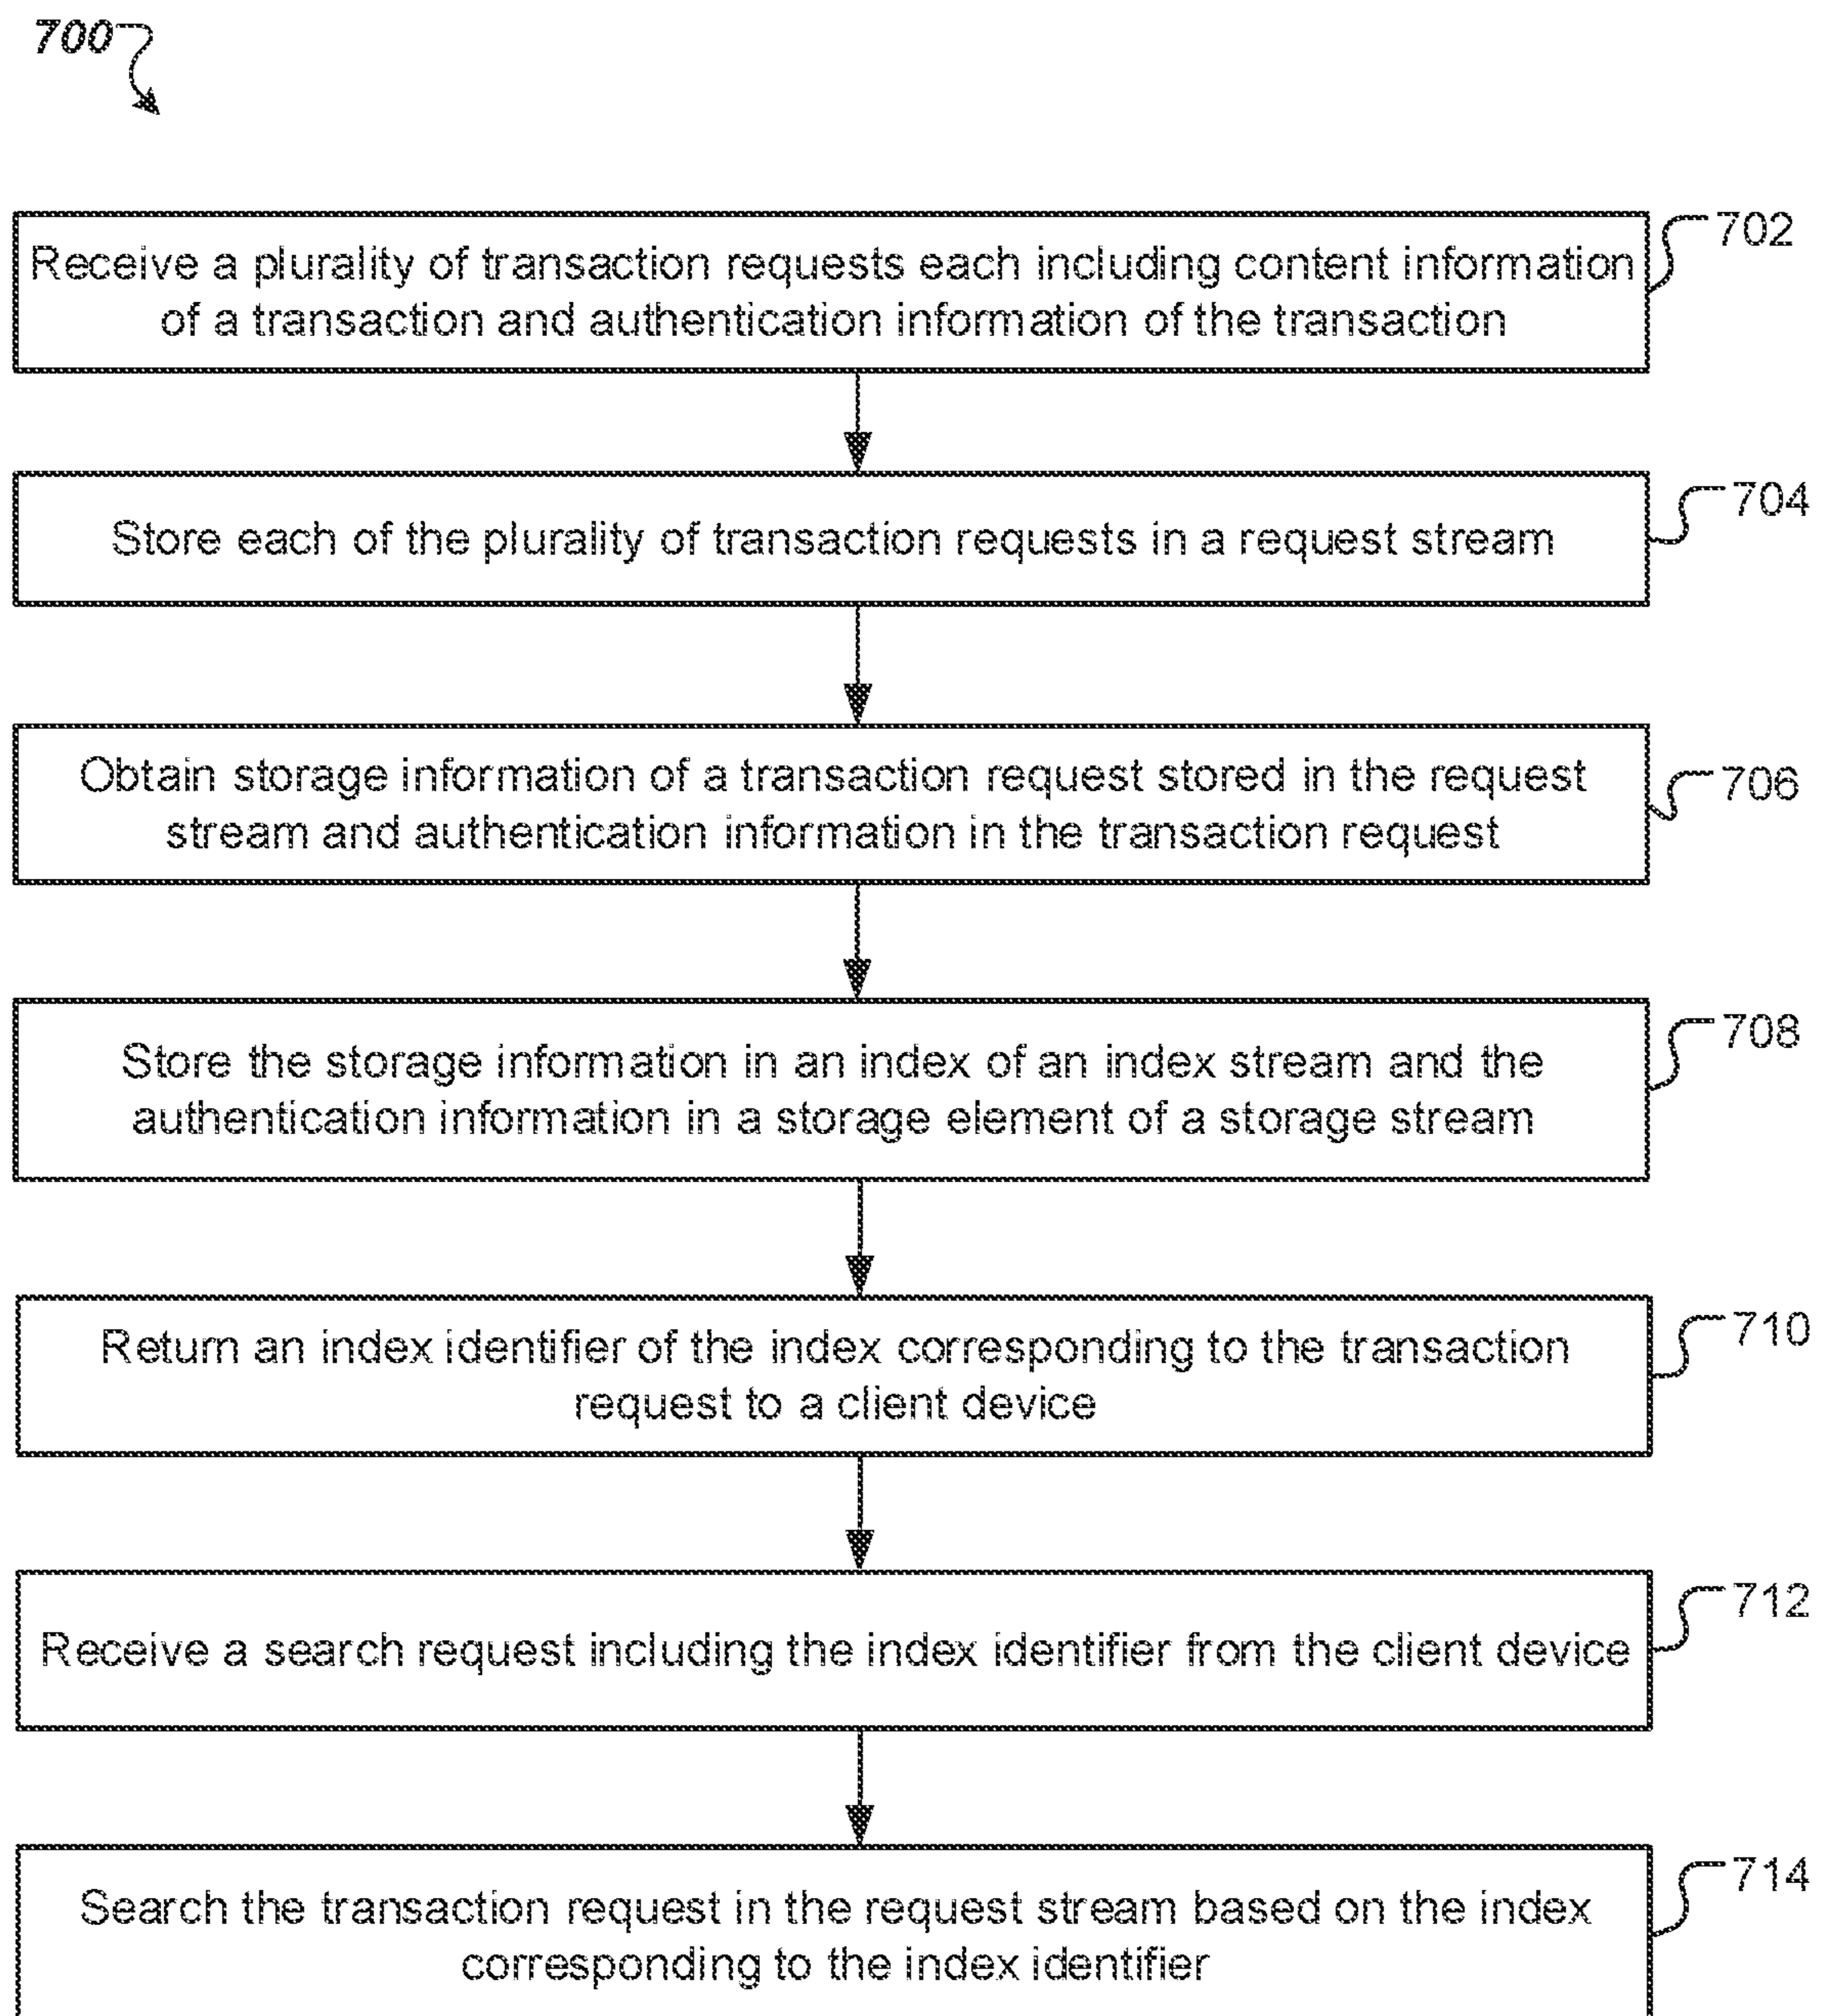 700
Receive a plurality of transaction requests each including content information
of a transaction and authentication information of the transaction
702
Store each of the plurality of transaction requests in a request stream
704
Obtain storage information of a transaction request stored in the request
stream and authentication information in the transaction request
706
Store the storage information in an index of an index stream and the
authentication information in a storage element of a storage stream
708
Return an index identifier of the index corresponding to the transaction
request to a client device
710
Receive a search request including the index identifier from the client device
712
Search the transaction request in the request stream based on the index
corresponding to the index identifier
714